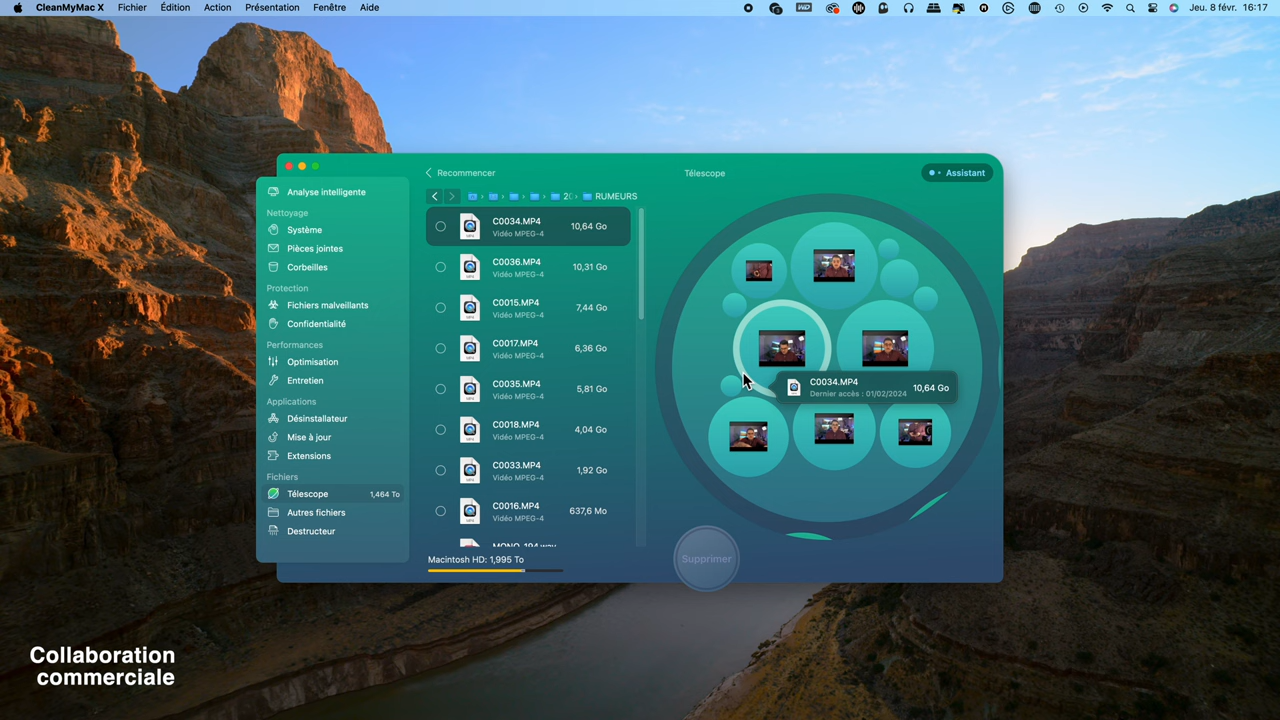 CleanMyMac X Fichier Édition Action Présentation Fenêtre Aide
Jeu. 8 févr. 16:17
Recommencer
Télescope
Assistant
RUMEURS
Analyse intelligente
Nettoyage
Système
Pièces jointes
Corbeilles
Protection
Fichiers malveillants
Confidentialité
Performances
Optimisation
Entretien
Applications
Désinstallateur
Mise à jour
Extensions
Fichiers
Télescope 1,464 To
Autres fichiers
Destructeur
C0034.MP4
Vidéo MPEG-4
10,64 Go
C0036.MP4
Vidéo MPEG-4
10,31 Go
C0015.MP4
Vidéo MPEG-4
7,44 Go
C0017.MP4
Vidéo MPEG-4
6,36 Go
C0035.MP4
Vidéo MPEG-4
5,81 Go
C0018.MP4
Vidéo MPEG-4
4,04 Go
C0033.MP4
Vidéo MPEG-4
1,92 Go
C0016.MP4
Vidéo MPEG-4
637,6 Mo
Macintosh HD: 1,995 To
C0034.MP4
Dernier accès : 01/02/2024
10,64 Go
Supprimer
Collaboration
commerciale